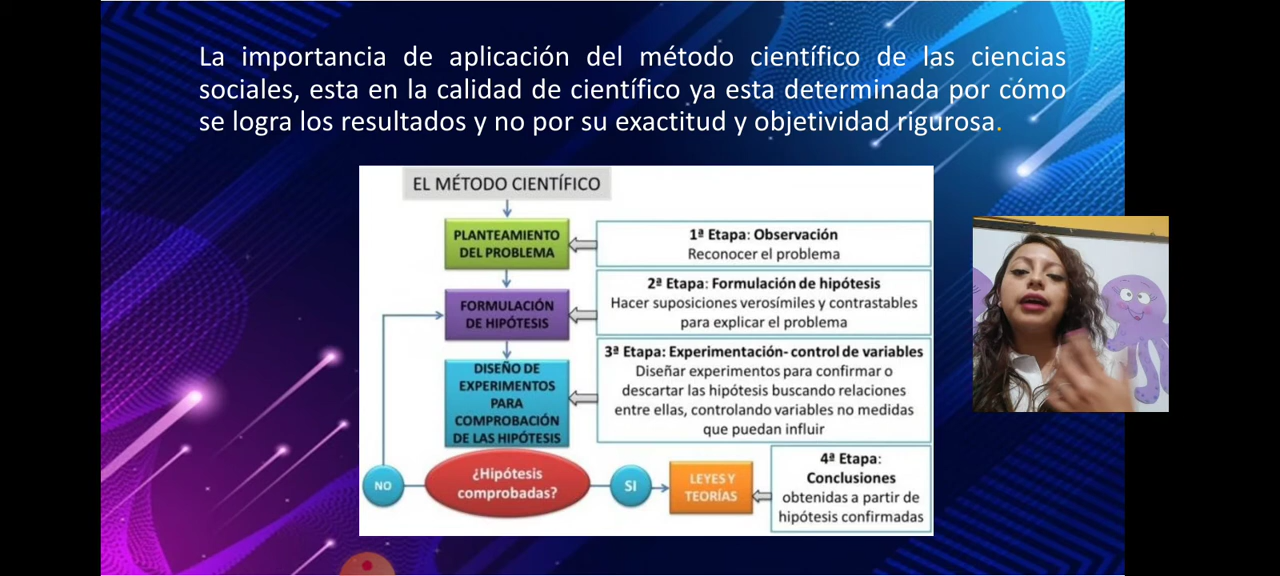 La importancia de aplicación del método científico de las ciencias
sociales, esta en la calidad de científico ya esta determinada por cómo
se logra los resultados y no por su exactitud y objetividad rigurosa.
EL MÉTODO CIENTÍFICO
PLANTEAMIENTO
DEL PROBLEMA
1ª Etapa: Observación
Reconocer el problema
FORMULACIÓN
DE HIPÓTESIS
2ª Etapa: Formulación de hipótesis
Hacer suposiciones verosímiles y contrastables
para explicar el problema
DISEÑO DE
EXPERIMENTOS
PARA
COMPROBACIÓN
DE LAS HIPÓTESIS
3ª Etapa: Experimentación- control de variables
Diseñar experimentos para confirmar o
descartar las hipótesis buscando relaciones
entre ellas, controlando variables no medidas
que puedan influir
NO
¿Hipótesis
comprobadas?
SI
LEYES Y
TEORÍAS
4ª Etapa:
Conclusiones
obtenidas a partir de
hipótesis confirmadas